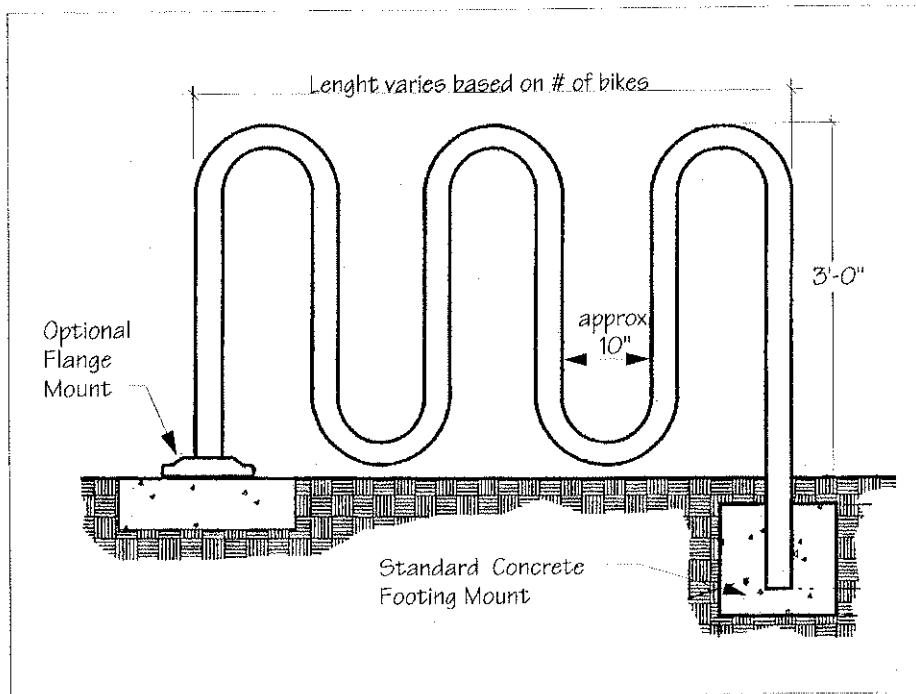 Lenght varies based on # of bikes
3'-0"
approx
10"
Optional
Flange
Mount
Standard Concrete
Footing Mount